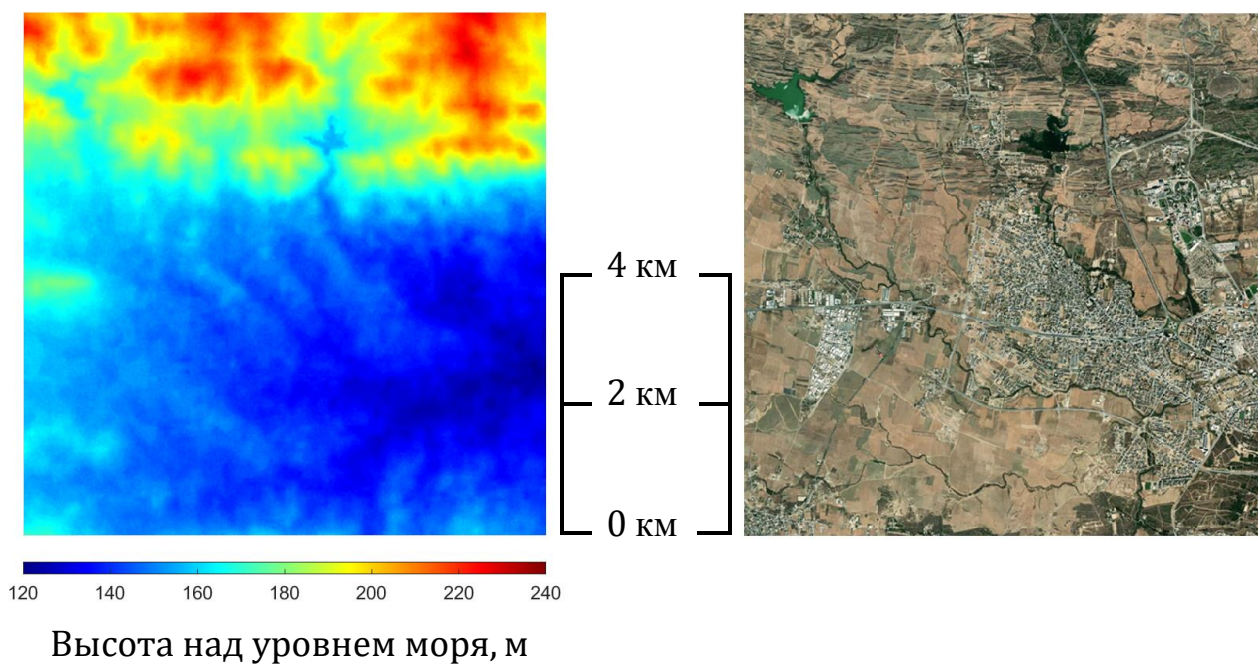 4 км
2 км
0 км
120 140 160 180 200 220 240
Высота над уровнем моря, м